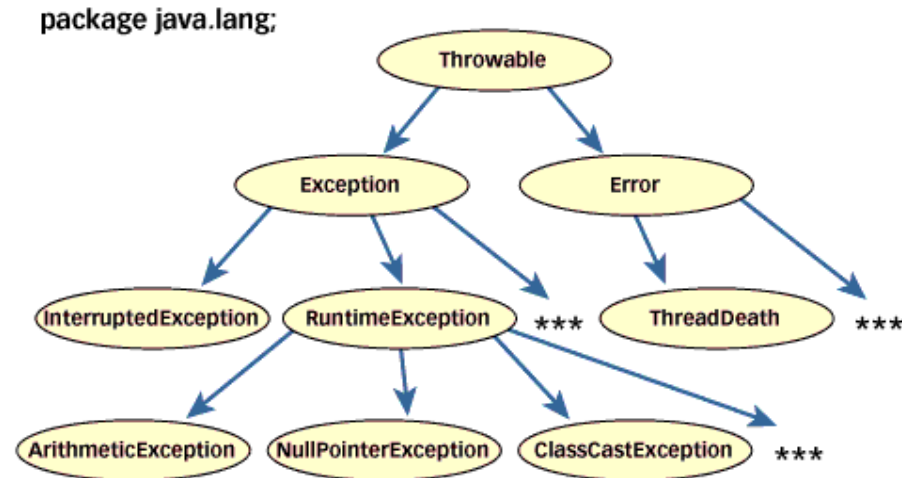 package java.lang;
Throwable
Exception
Error
InterruptedException
RuntimeException
***
ThreadDeath
***
ArithmeticException
NullPointerException
ClassCastException
***